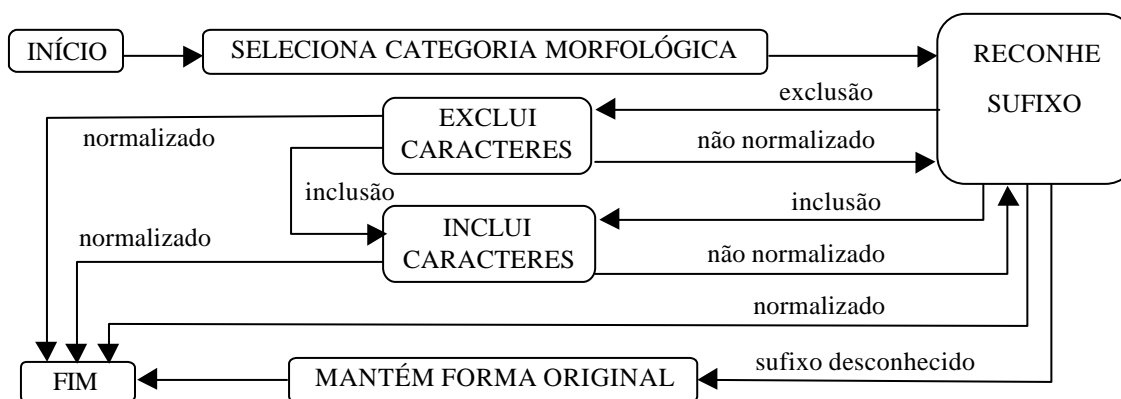 INÍCIO
SELECIONA CATEGORIA MORFOLÓGICA
RECONHE
SUFIXO
exclusão
EXCLUI
CARACTERES
normalizado
não normalizado
inclusão
inclusão
INCLUI
CARACTERES
normalizado
não normalizado
normalizado
sufixo desconhecido
MANTÉM FORMA ORIGINAL
FIM